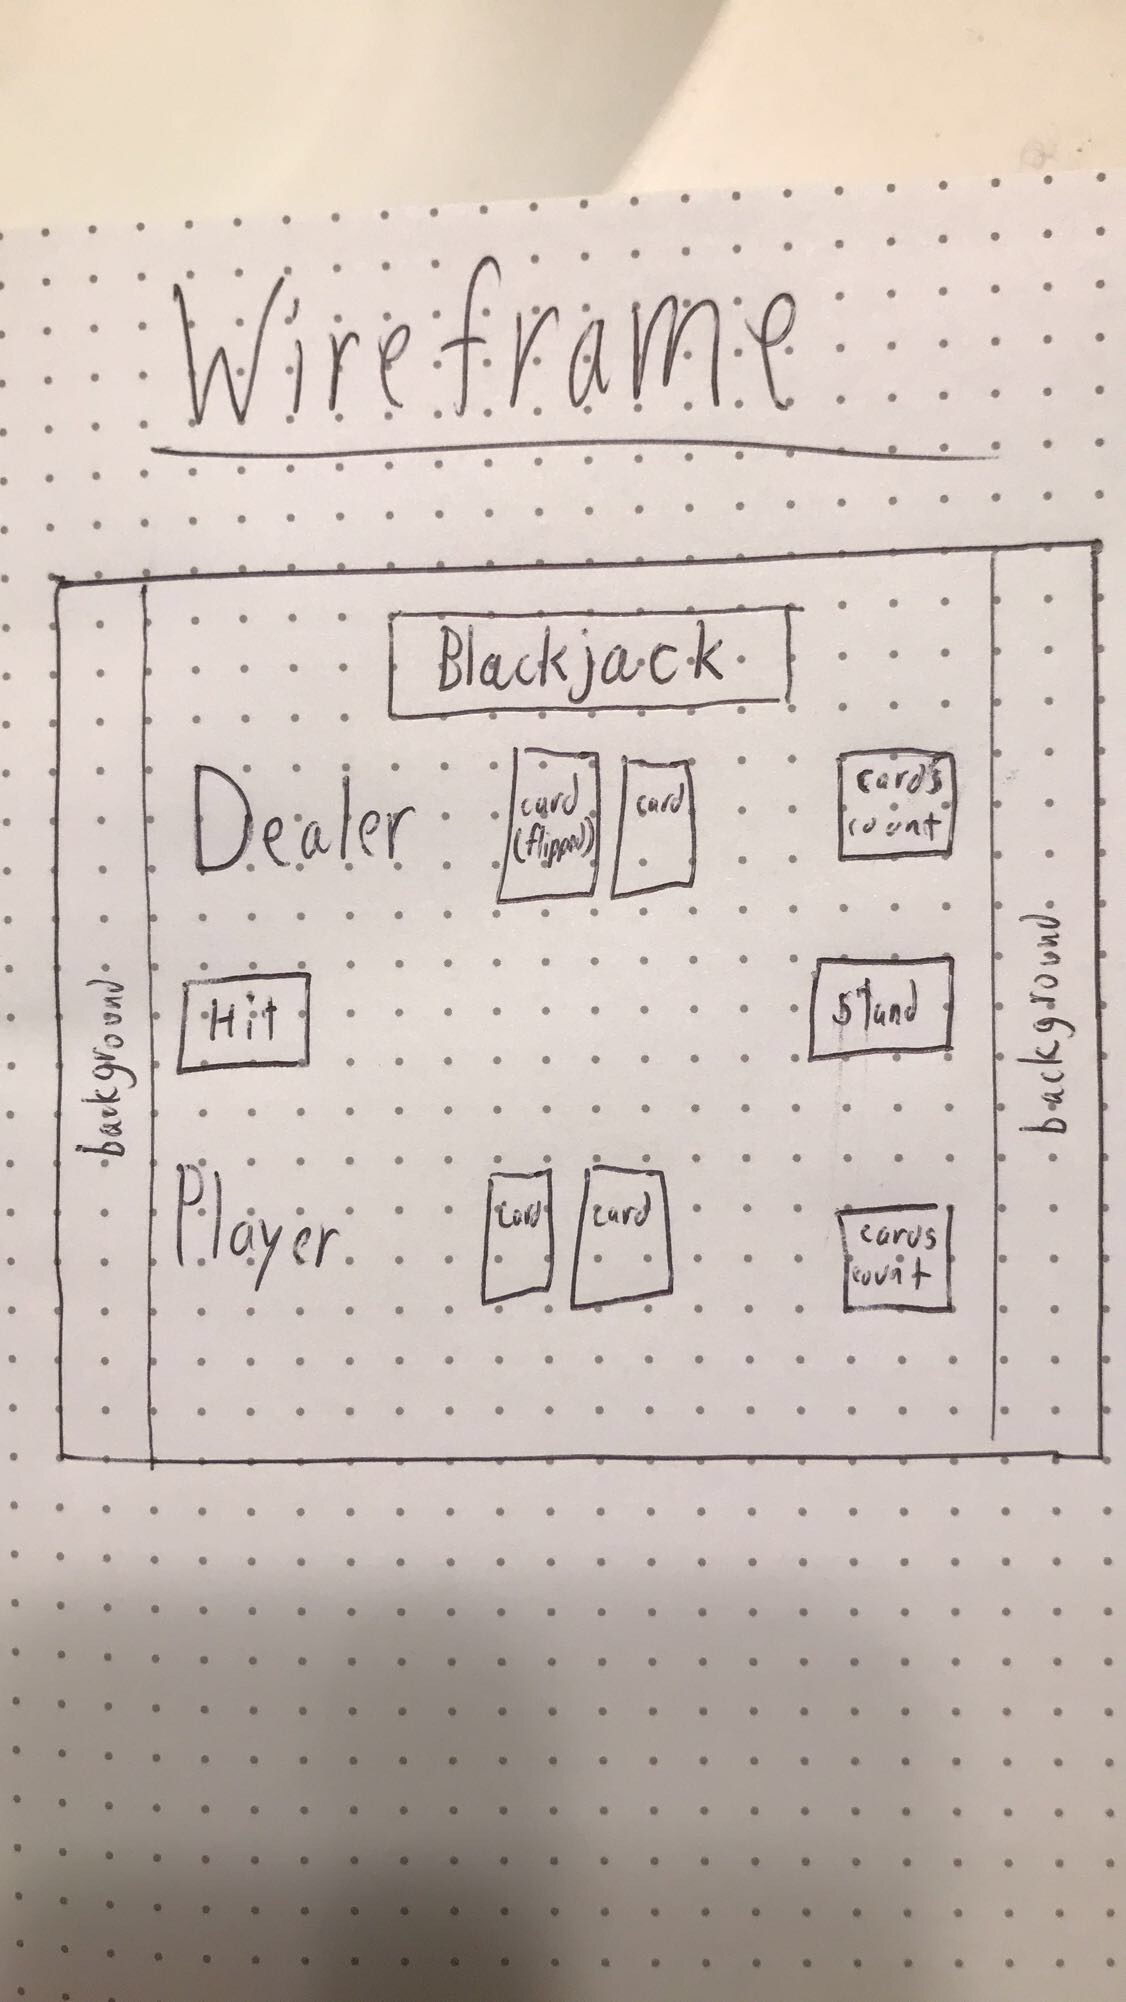 Wireframe
Blackjack
Dealer
card
(flipped)
card
cards
count
background
background
Hit
Stand
Player
card
card
cards
count